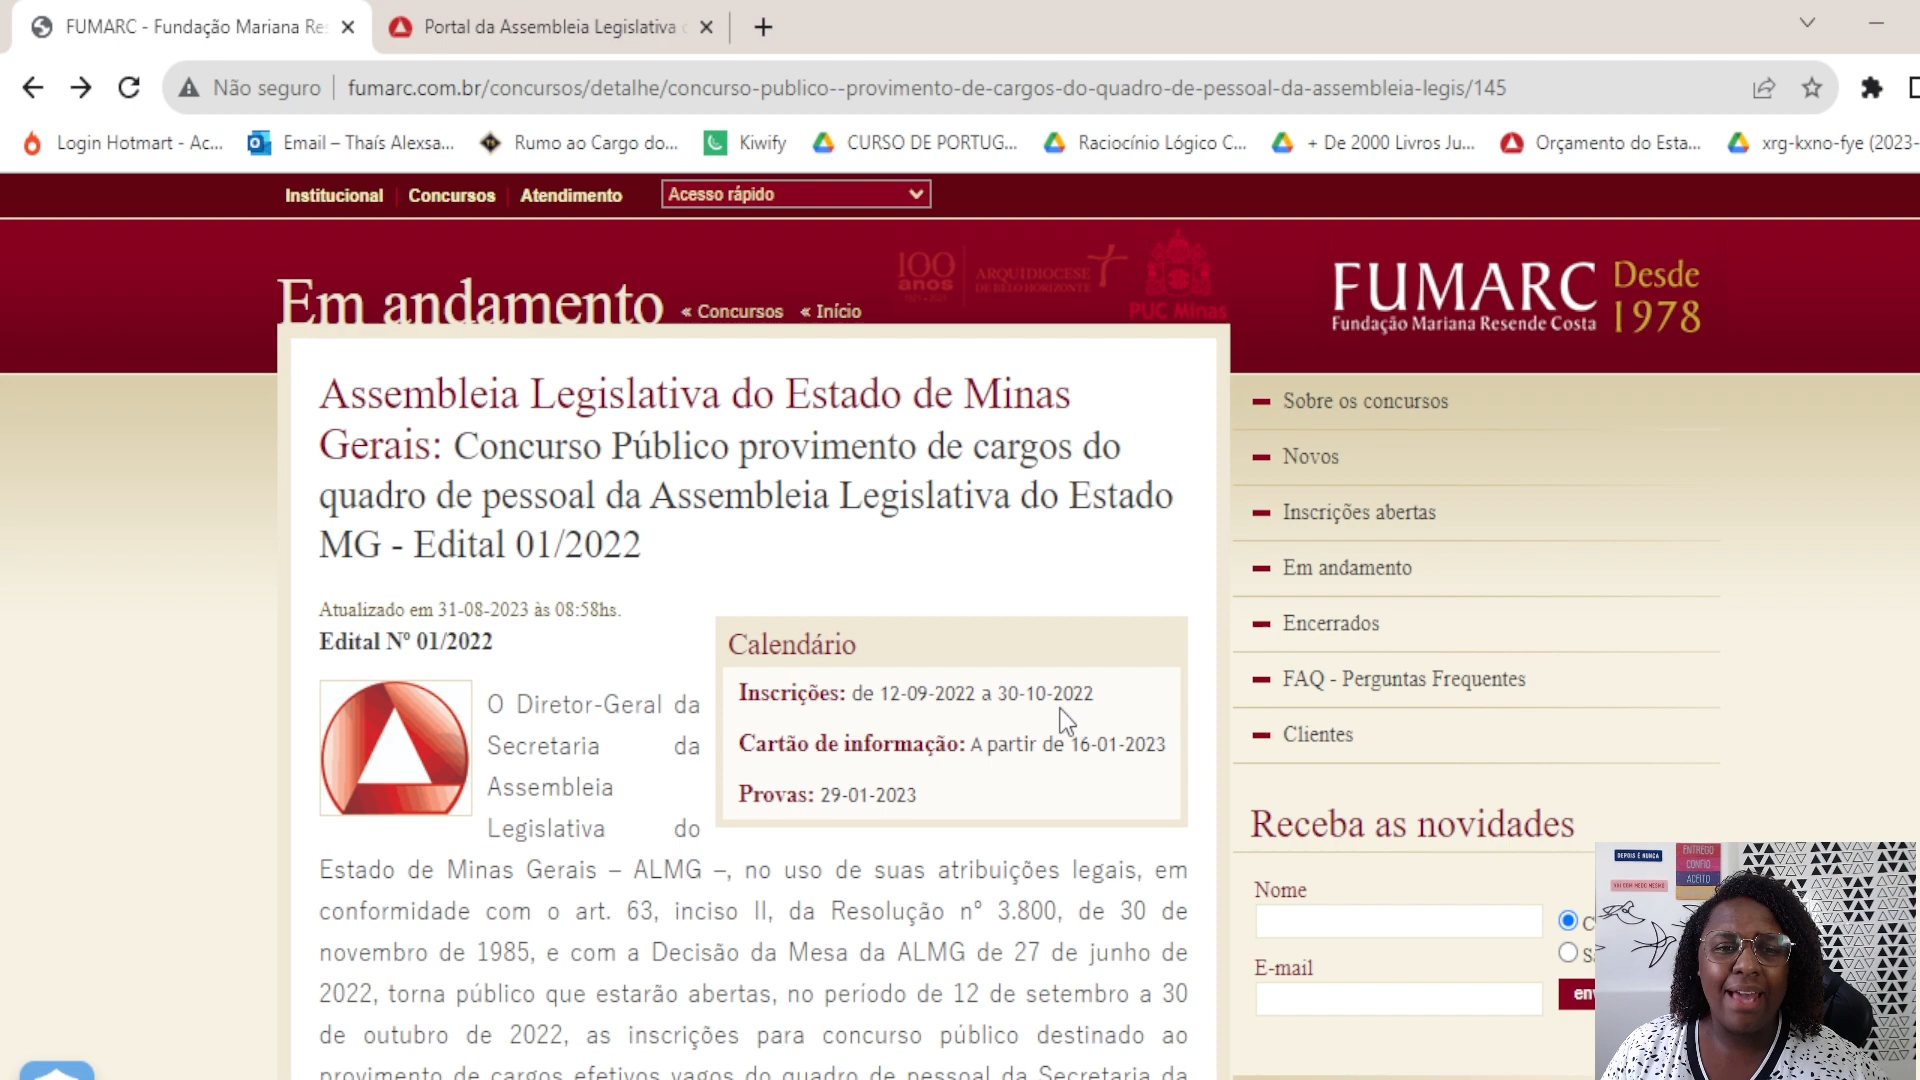 FUMARC - Fundação Mariana Re
Portal da Assembleia Legislativa
Não seguro
fumarc.com.br/concursos/detalhe/concurso-publico--provimento-de-cargos-do-quadro-de-pessoal-da-assembleia-legis/145
Login Hotmart - Ac...
Email – Thaís Alexsa...
Rumo ao Cargo do...
Kiwify
CURSO DE PORTUG...
Raciocínio Lógico C...
+ De 2000 Livros Ju...
Orçamento do Esta...
xrg-kxno-fye (2023-
Institucional
Concursos
Atendimento
Acesso rápido
Em andamento
« Concursos
« Início
100
anos
ARQUIDIOCESE
DE BELO HORIZONTE
PUC Minas
FUMARC
Fundação Mariana Resende Costa
Desde
1978
Assembleia Legislativa do Estado de Minas
Gerais: Concurso Público provimento de cargos do
quadro de pessoal da Assembleia Legislativa do Estado
MG - Edital 01/2022
Atualizado em 31-08-2023 às 08:58hs.
Edital Nº 01/2022
Calendário
Inscrições: de 12-09-2022 a 30-10-2022
Cartão de informação: A partir de 16-01-2023
Provas: 29-01-2023
O Diretor-Geral da
Secretaria da
Assembleia
Legislativa do
Estado de Minas Gerais – ALMG –, no uso de suas atribuições legais, em
conformidade com o art. 63, inciso II, da Resolução nº 3.800, de 30 de
novembro de 1985, e com a Decisão da Mesa da ALMG de 27 de junho de
2022, torna público que estarão abertas, no período de 12 de setembro a 30
de outubro de 2022, as inscrições para concurso público destinado ao
provimento de cargos efetivos vagos do quadro de pessoal da Secretaria da
Sobre os concursos
Novos
Inscrições abertas
Em andamento
Encerrados
FAQ - Perguntas Frequentes
Clientes
Receba as novidades
Nome
E-mail
C
S
en
DEPOIS É NUNCA
VAI COM MEDO MESMO
ENTREGO
CONFIO
ACEITO